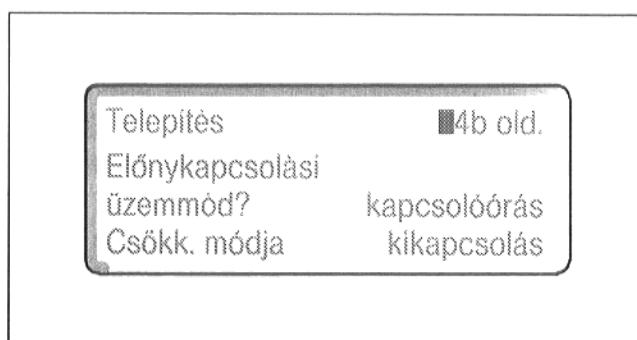 Telepítés 4b old.
Előnykapcsolási
üzemmód? kapcsolóórás
Csökk. módja kikapcsolás